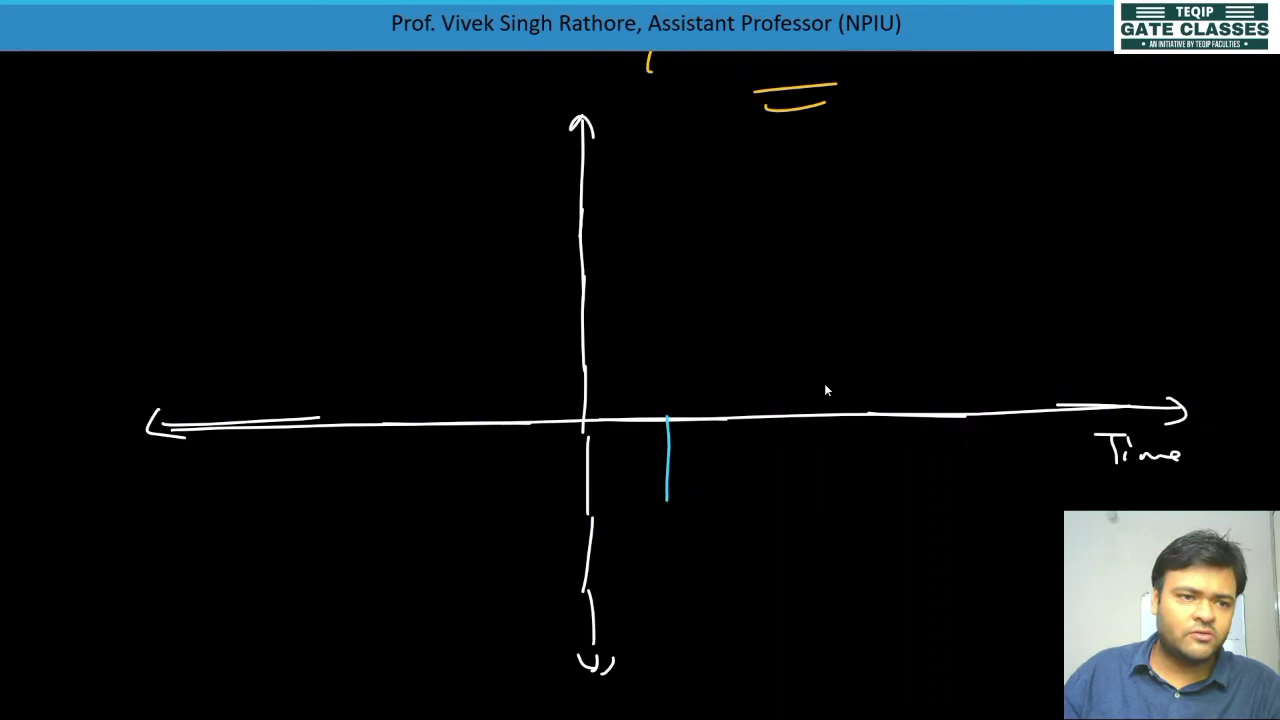 Prof. Vivek Singh Rathore, Assistant Professor (NPIU)
TEQIP
GATE CLASSES
• AN INITIATIVE BY TEQIP FACULTIES •
Time